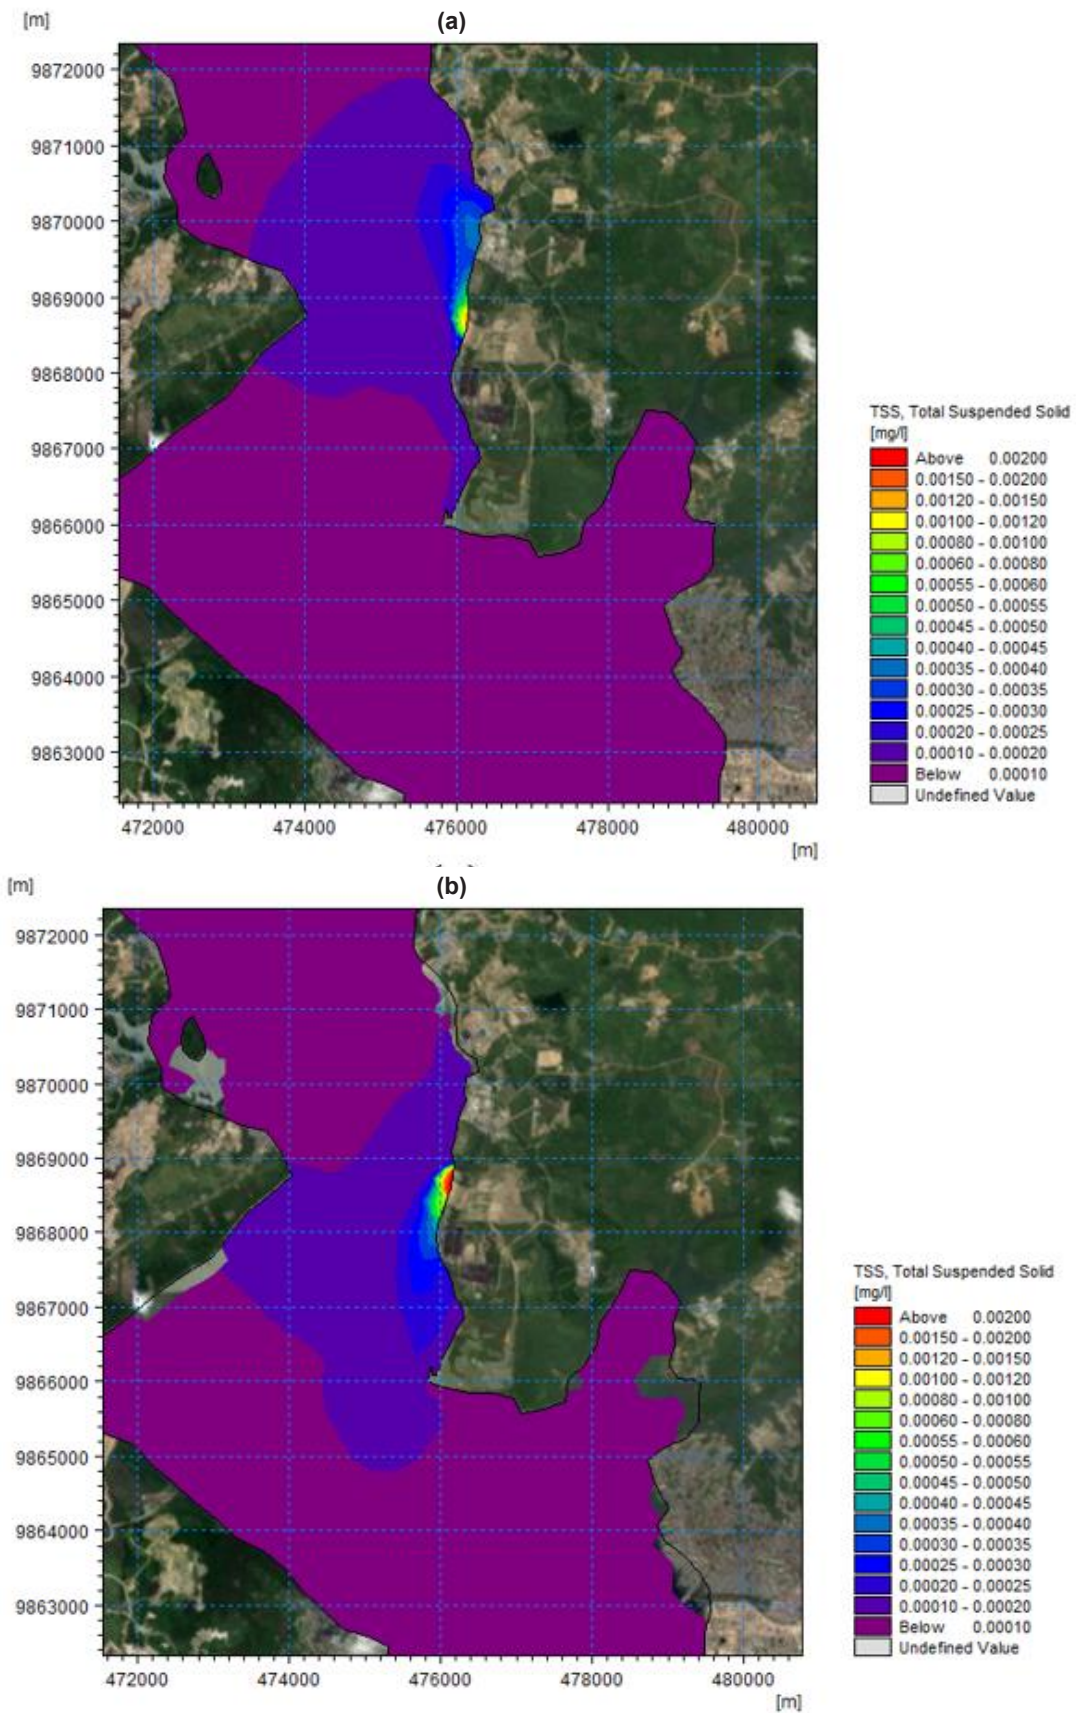 [m]
(a)
9872000
9871000
9870000
9869000
9868000
9867000
9866000
9865000
9864000
9863000
472000 474000 476000 478000 480000
[m]
TSS, Total Suspended Solid
[mg/l]
Above 0.00200
0.00150 - 0.00200
0.00120 - 0.00150
0.00100 - 0.00120
0.00080 - 0.00100
0.00060 - 0.00080
0.00055 - 0.00060
0.00050 - 0.00055
0.00045 - 0.00050
0.00040 - 0.00045
0.00035 - 0.00040
0.00030 - 0.00035
0.00025 - 0.00030
0.00020 - 0.00025
0.00010 - 0.00020
Below 0.00010
Undefined Value
[m]
(b)
9872000
9871000
9870000
9869000
9868000
9867000
9866000
9865000
9864000
9863000
472000 474000 476000 478000 480000
[m]
TSS, Total Suspended Solid
[mg/l]
Above 0.00200
0.00150 - 0.00200
0.00120 - 0.00150
0.00100 - 0.00120
0.00080 - 0.00100
0.00060 - 0.00080
0.00055 - 0.00060
0.00050 - 0.00055
0.00045 - 0.00050
0.00040 - 0.00045
0.00035 - 0.00040
0.00030 - 0.00035
0.00025 - 0.00030
0.00020 - 0.00025
0.00010 - 0.00020
Below 0.00010
Undefined Value